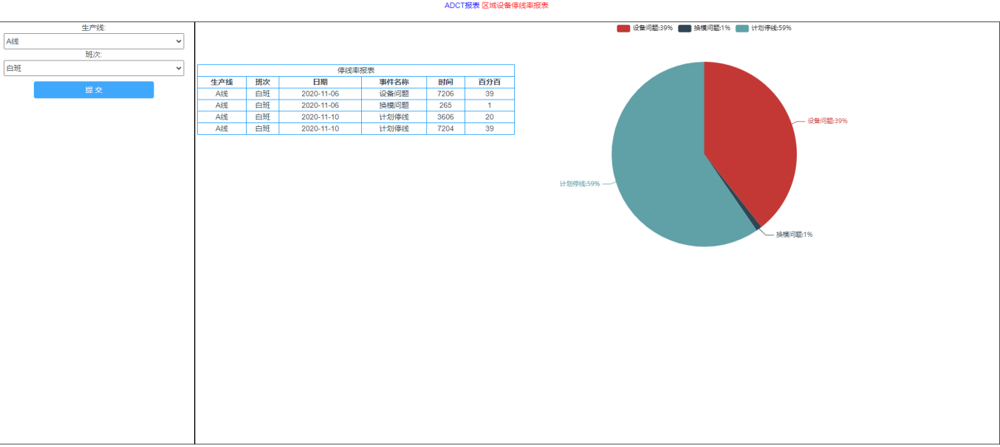 ADCT报表 区域设备停线率报表
生产线:
A线
班次:
白班
提 交
停线率报表
生产线 班次 日期 事件名称 时间 百分百
A线 白班 2020-11-06 设备问题 7206 39
A线 白班 2020-11-06 换模问题 265 1
A线 白班 2020-11-10 计划停线 3606 20
A线 白班 2020-11-10 计划停线 7204 39
设备问题:39% 换模问题:1% 计划停线:59%
设备问题:39%
计划停线:59%
换模问题:1%